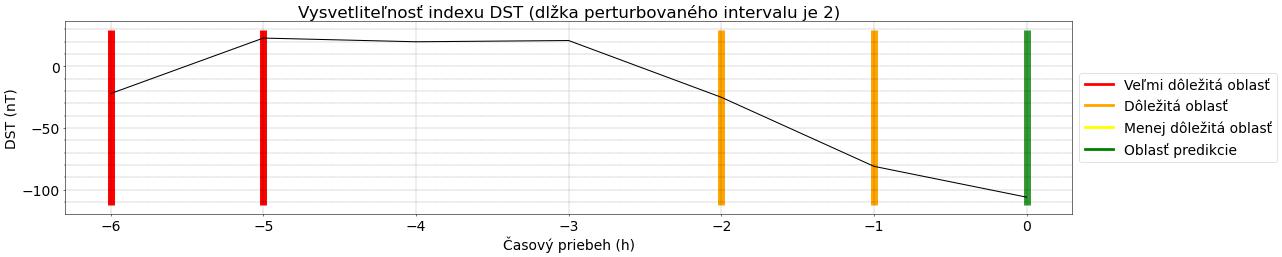 Vysvetliteľnosť indexu DST (dĺžka perturbovaného intervalu je 2)
DST (nT)
0
−50
−100
−6
−5
−4
−3
−2
−1
0
Časový priebeh (h)
Veľmi dôležitá oblasť
Dôležitá oblasť
Menej dôležitá oblasť
Oblasť predikcie